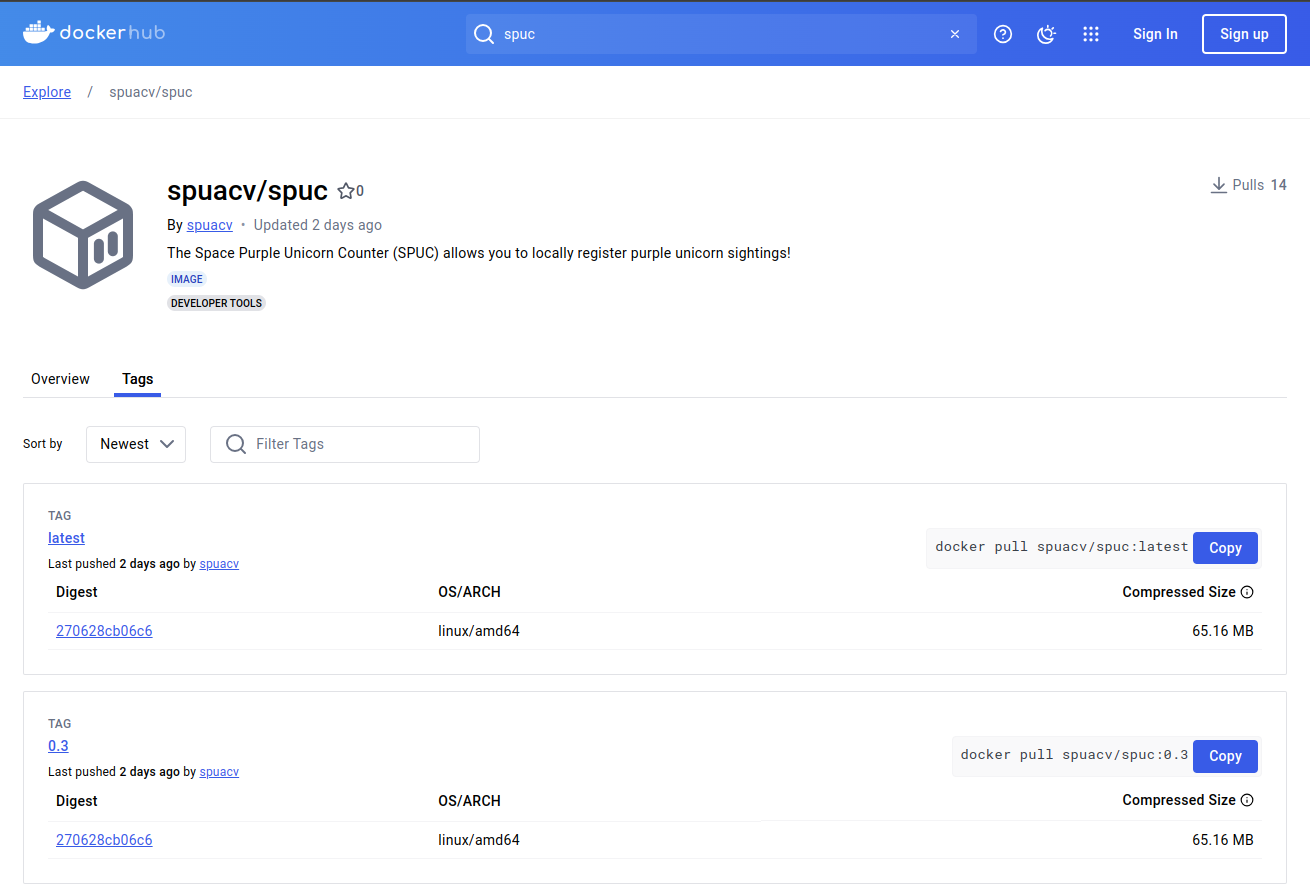 dockerhub
spuc
Sign In
Sign up
Explore / spuacv/spuc
spuacv/spuc 0
Pulls 14
By spuacv • Updated 2 days ago
The Space Purple Unicorn Counter (SPUC) allows you to locally register purple unicorn sightings!
IMAGE
DEVELOPER TOOLS
Overview
Tags
Sort by
Newest
Filter Tags
TAG
latest
Last pushed 2 days ago by spuacv
docker pull spuacv/spuc:latest
Copy
Digest OS/ARCH Compressed Size
270628cb06c6 linux/amd64 65.16 MB
TAG
0.3
Last pushed 2 days ago by spuacv
docker pull spuacv/spuc:0.3
Copy
Digest OS/ARCH Compressed Size
270628cb06c6 linux/amd64 65.16 MB